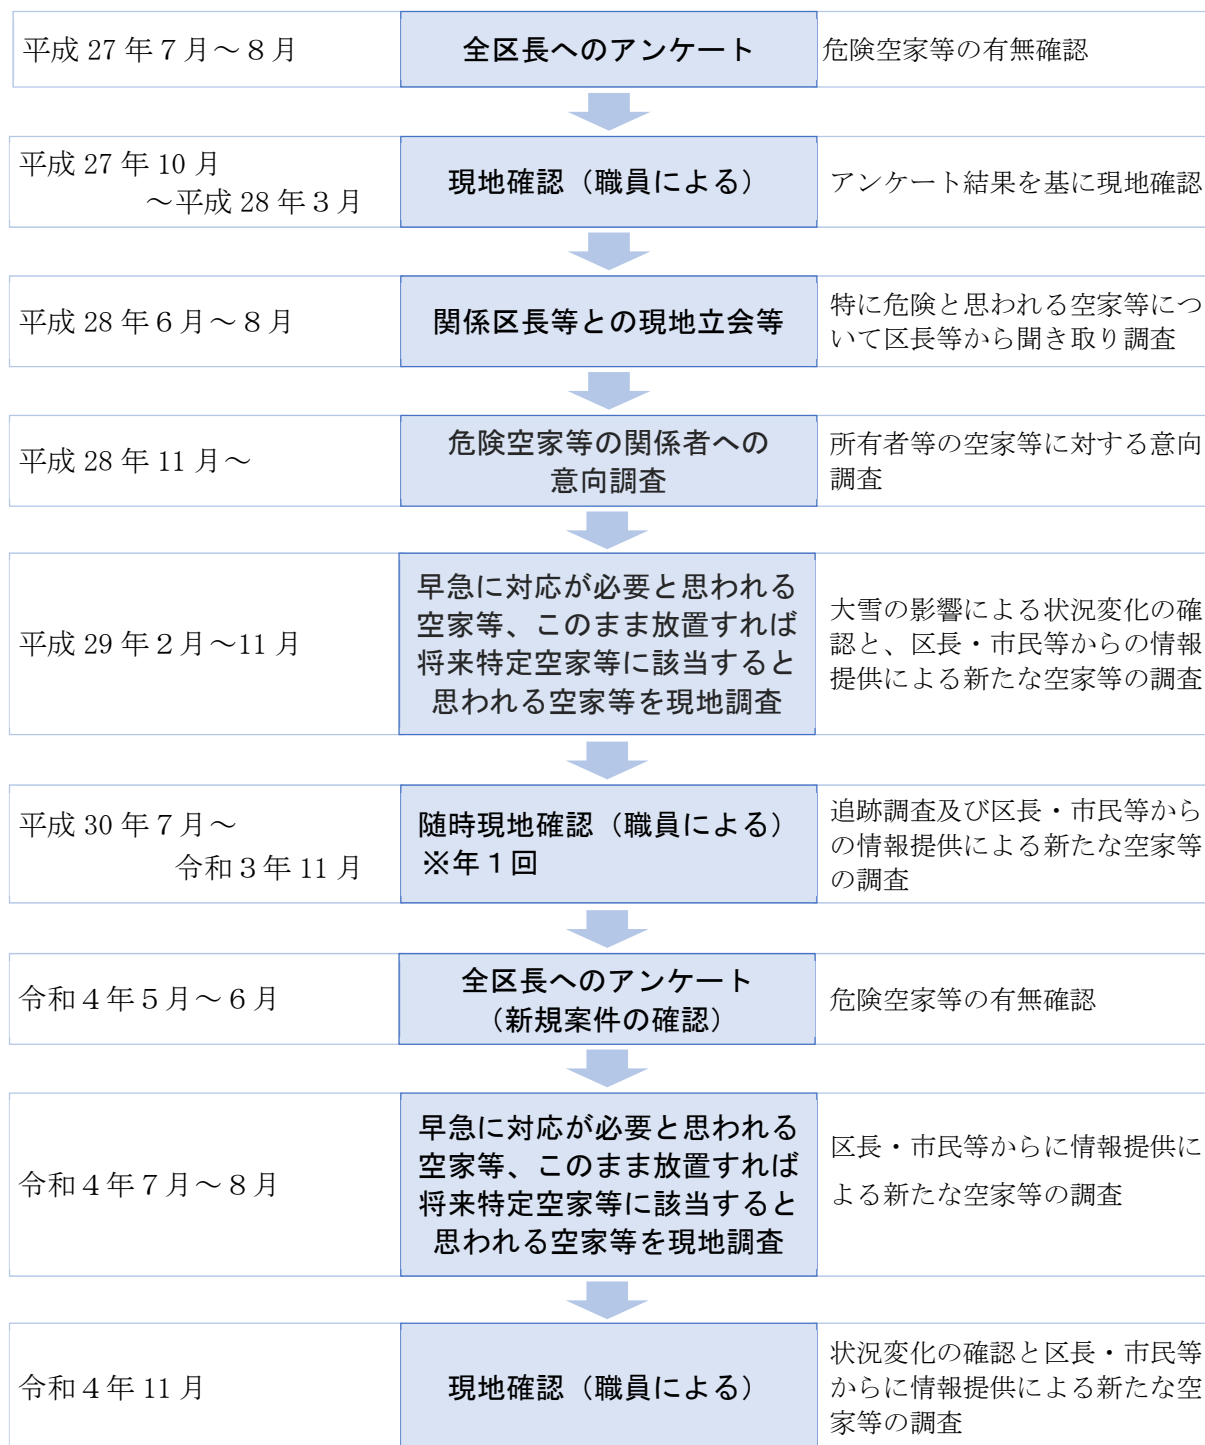 平成 27 年７月～８月
全区長へのアンケート
危険空家等の有無確認
平成 27 年 10 月
～平成 28 年３月
現地確認（職員による）
アンケート結果を基に現地確認
平成 28 年６月～８月
関係区長等との現地立会等
特に危険と思われる空家等につ
いて区長等から聞き取り調査
平成 28 年 11 月～
危険空家等の関係者への
意向調査
所有者等の空家等に対する意向
調査
平成 29 年２月～11 月
早急に対応が必要と思われる
空家等、このまま放置すれば
将来特定空家等に該当すると
思われる空家等を現地調査
大雪の影響による状況変化の確
認と、区長・市民等からの情報
提供による新たな空家等の調査
平成 30 年７月～
令和３年 11 月
随時現地確認（職員による）
※年１回
追跡調査及び区長・市民等から
の情報提供による新たな空家等
の調査
令和４年５月～６月
全区長へのアンケート
（新規案件の確認）
危険空家等の有無確認
令和４年７月～８月
早急に対応が必要と思われる
空家等、このまま放置すれば
将来特定空家等に該当すると
思われる空家等を現地調査
区長・市民等からに情報提供に
よる新たな空家等の調査
令和４年 11 月
現地確認（職員による）
状況変化の確認と区長・市民等
からに情報提供による新たな空
家等の調査